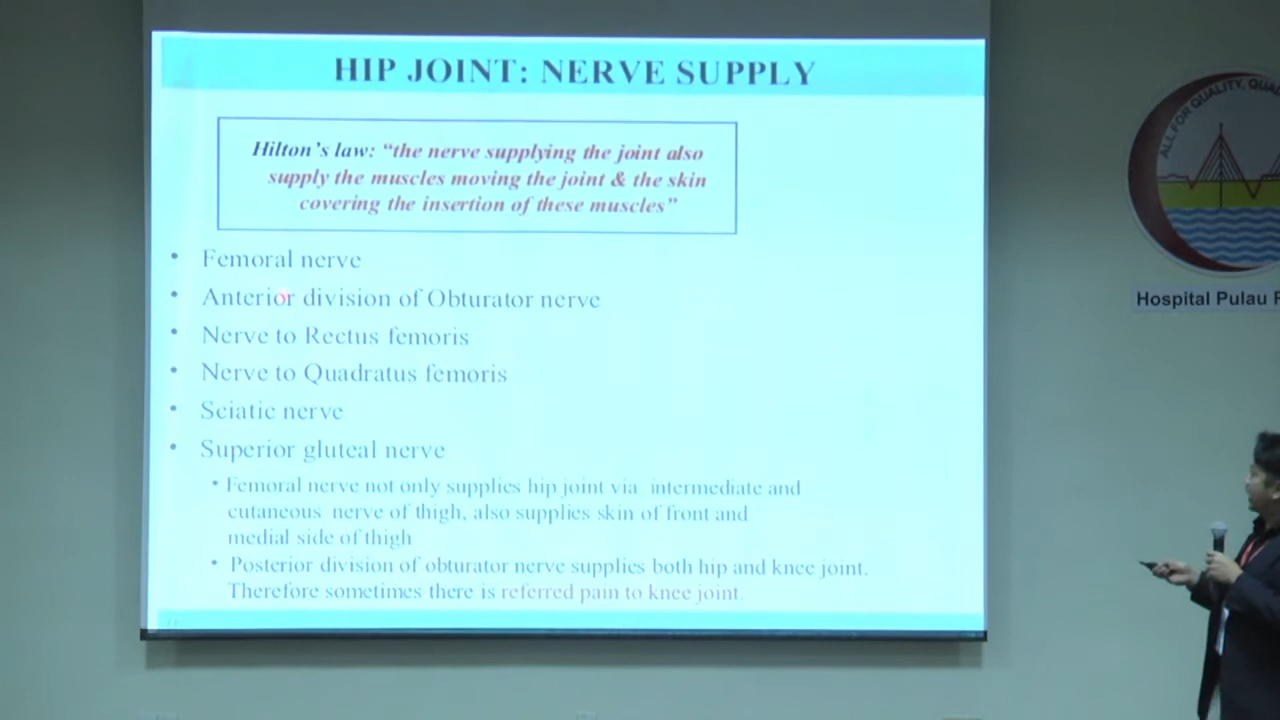 HIP JOINT: NERVE SUPPLY
Hilton's law: “the nerve supplying the joint also
supply the muscles moving the joint & the skin
covering the insertion of these muscles”
• Femoral nerve
• Anterior division of Obturator nerve
• Nerve to Rectus femoris
• Nerve to Quadratus femoris
• Sciatic nerve
• Superior gluteal nerve
• Femoral nerve not only supplies hip joint via intermediate and
cutaneous nerve of thigh, also supplies skin of front and
medial side of thigh
• Posterior division of obturator nerve supplies both hip and knee joint.
Therefore sometimes there is referred pain to knee joint.
ALL FOR QUALITY, QUA
Hospital Pulau P